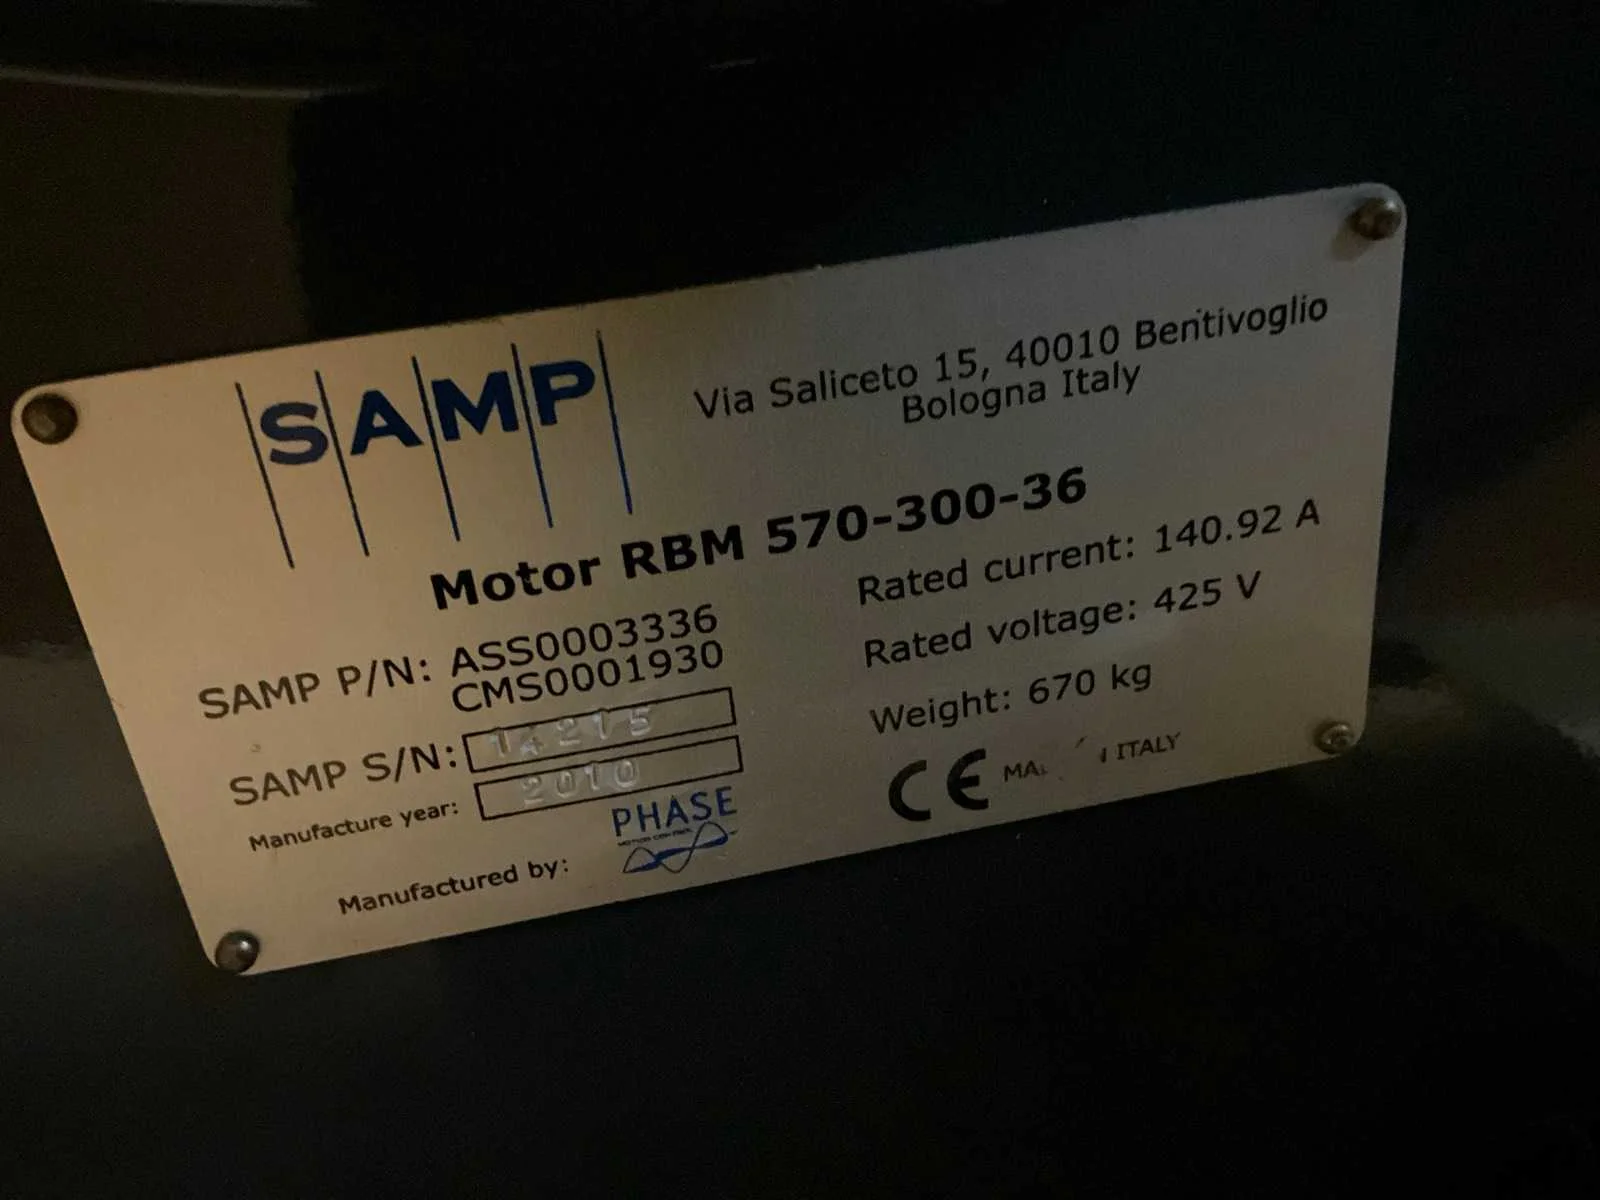 SAMP
Via Saliceto 15, 40010 Bentivoglio
Bologna Italy
Motor RBM 570-300-36
SAMP P/N: ASS0003336
CMS0001930
SAMP S/N: 14215
Manufacture year: 2010
Manufactured by: PHASE
Rated current: 140.92 A
Rated voltage: 425 V
Weight: 670 kg
CE
ITALY